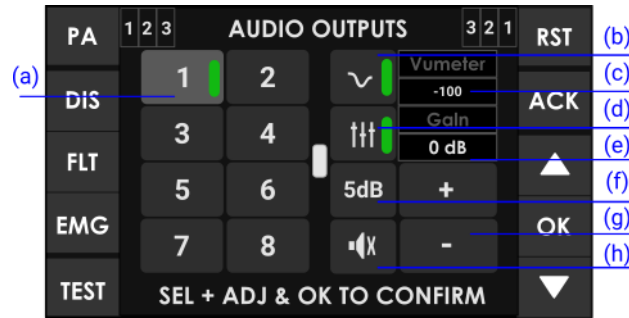 PA
1 2 3
AUDIO OUTPUTS
3 2 1
RST
(a)
DIS
FLT
EMG
TEST
1
2
3
4
5
6
7
8
Vumeter
-100
GaIn
0 dB
5dB
+
x
-
ACK
OK
(b)
(c)
(d)
(e)
(f)
(g)
(h)
SEL + ADJ & OK TO CONFIRM